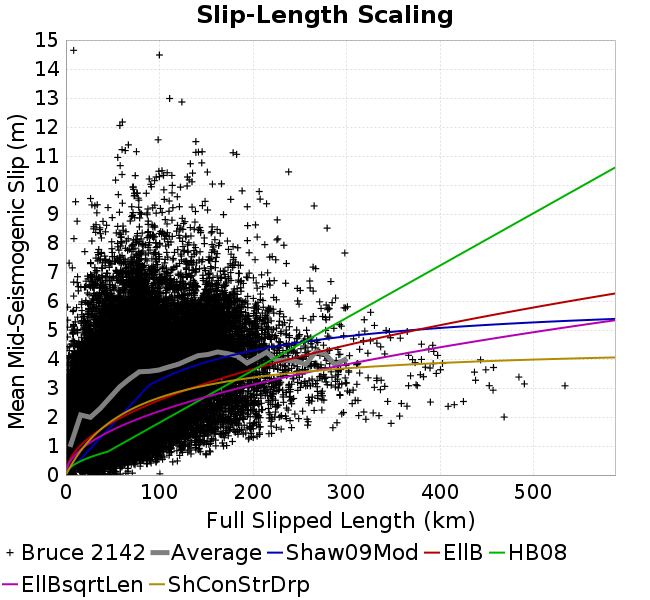 Slip-Length Scaling
Mean Mid-Seismogenic Slip (m)
15
14
13
12
11
10
9
8
7
6
5
4
3
2
1
0
0 100 200 300 400 500
Full Slipped Length (km)
Bruce 2142 Average Shaw09Mod EllB HB08
EllBsqrtLen ShConStrDrp